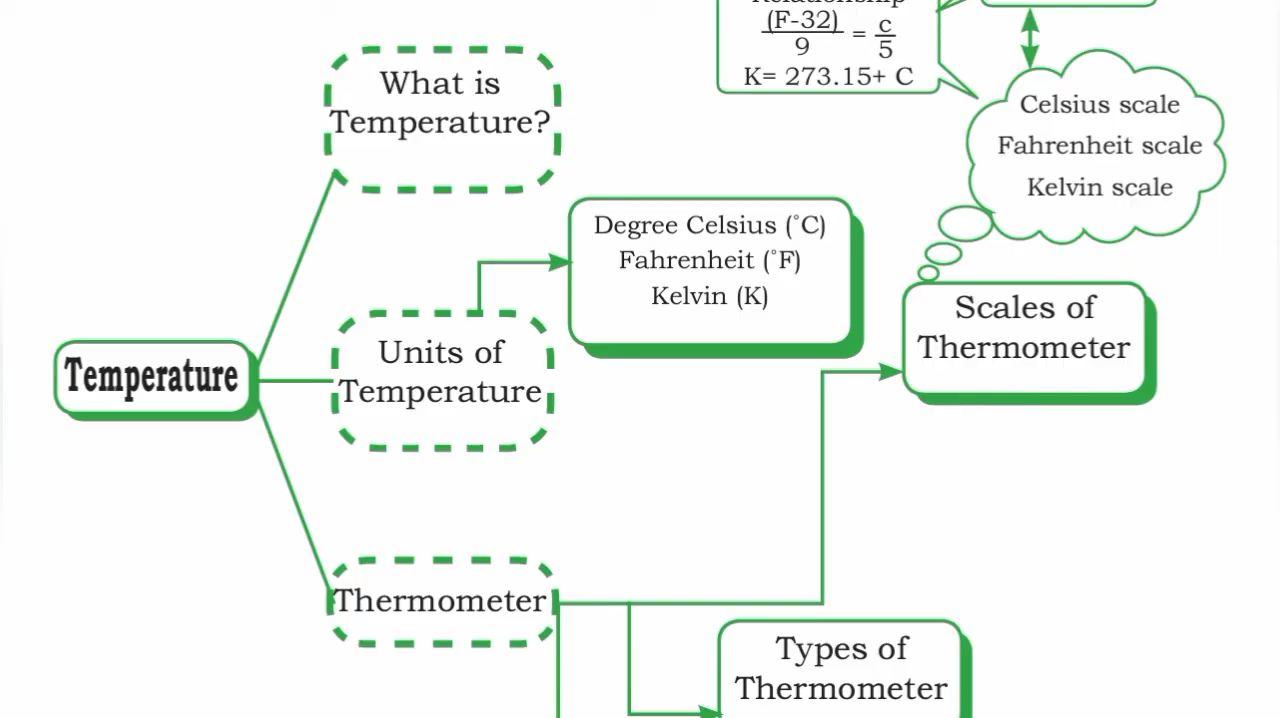 Relationship
(F-32)
9
=
c
5
K= 273.15+ C
What is
Temperature?
Celsius scale
Fahrenheit scale
Kelvin scale
Degree Celsius (°C)
Fahrenheit (°F)
Kelvin (K)
Scales of
Thermometer
Units of
Temperature
Temperature
Thermometer
Types of
Thermometer